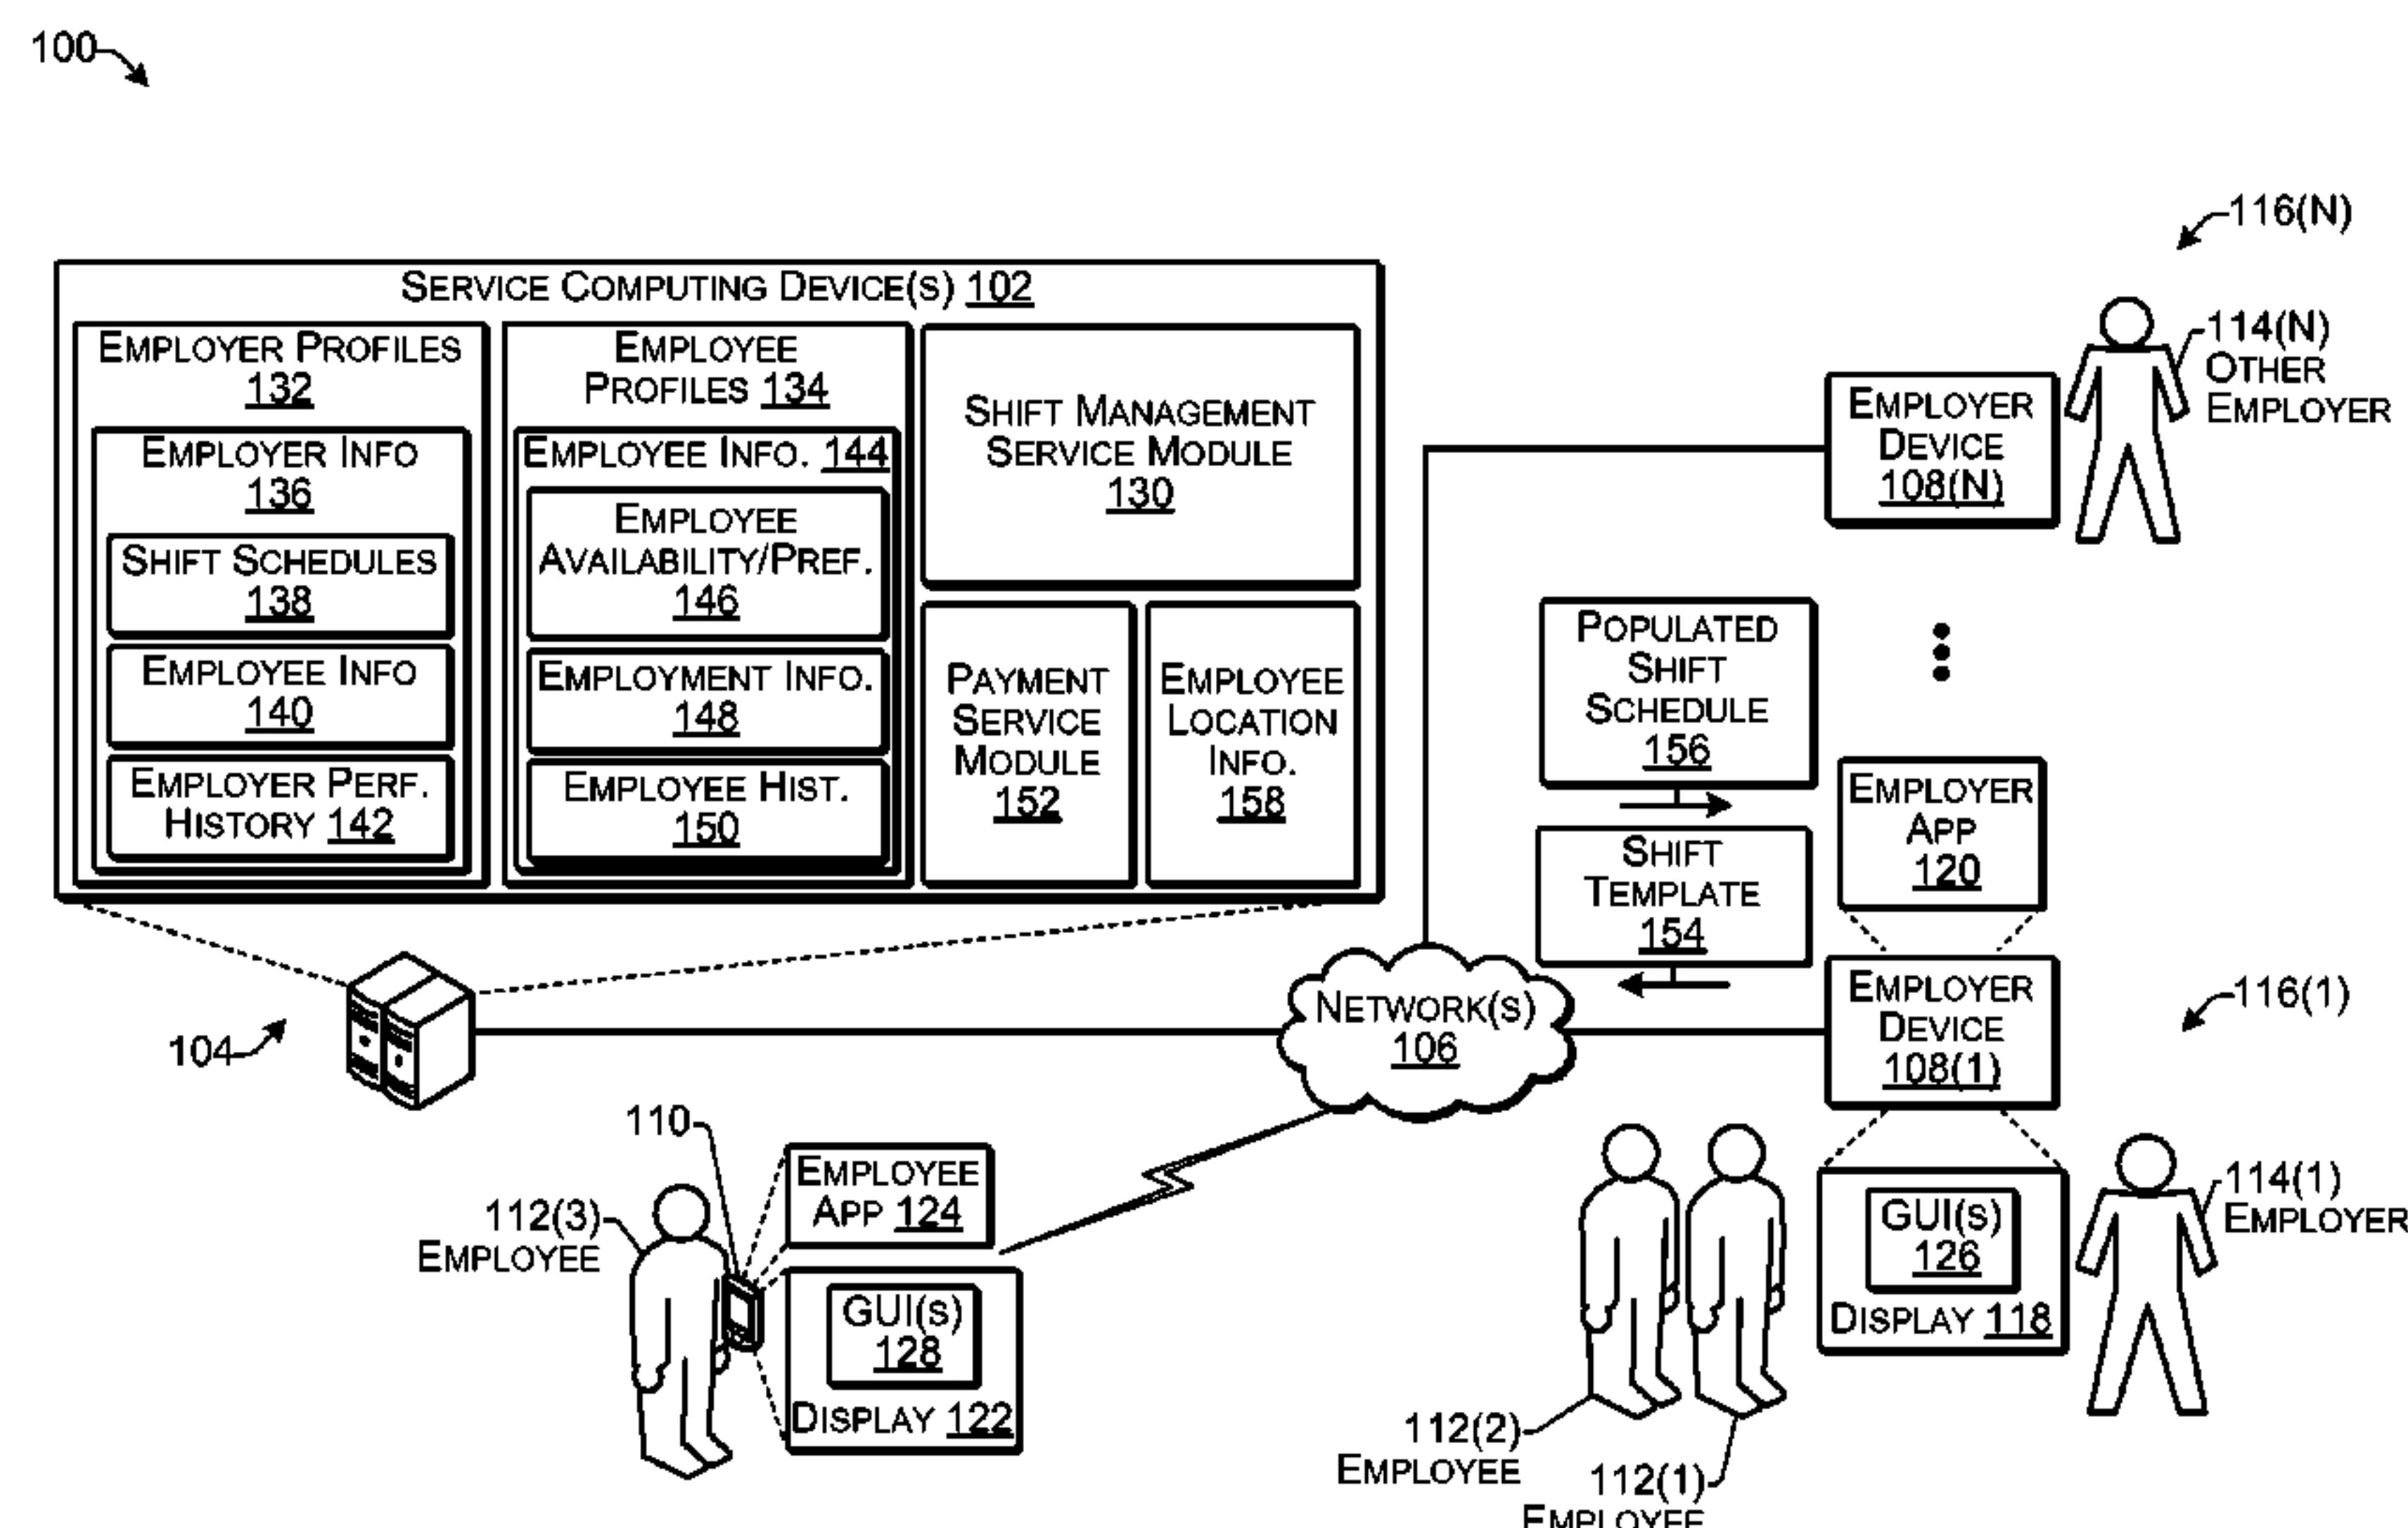 100
SERVICE COMPUTING DEVICE(S) 102
EMPLOYER PROFILES
132
EMPLOYER INFO
136
SHIFT SCHEDULES
138
EMPLOYEE INFO
140
EMPLOYER PERF.
HISTORY 142
EMPLOYEE
PROFILES 134
EMPLOYEE INFO. 144
EMPLOYEE
AVAILABILITY/PREF.
146
EMPLOYMENT INFO.
148
EMPLOYEE HIST.
150
SHIFT MANAGEMENT
SERVICE MODULE
130
PAYMENT
SERVICE
MODULE
152
EMPLOYEE
LOCATION
INFO.
158
116(N)
114(N)
OTHER
EMPLOYER
EMPLOYER
DEVICE
108(N)
POPULATED
SHIFT
SCHEDULE
156
SHIFT
TEMPLATE
154
EMPLOYER
APP
120
EMPLOYER
DEVICE
108(1)
116(1)
NETWORK(S)
106
104
110
112(3)
EMPLOYEE
EMPLOYEE
APP 124
GUI(S)
128
DISPLAY 122
GUI(S)
126
DISPLAY 118
114(1)
EMPLOYER
112(2)
EMPLOYEE
112(1)
EMPLOYEE